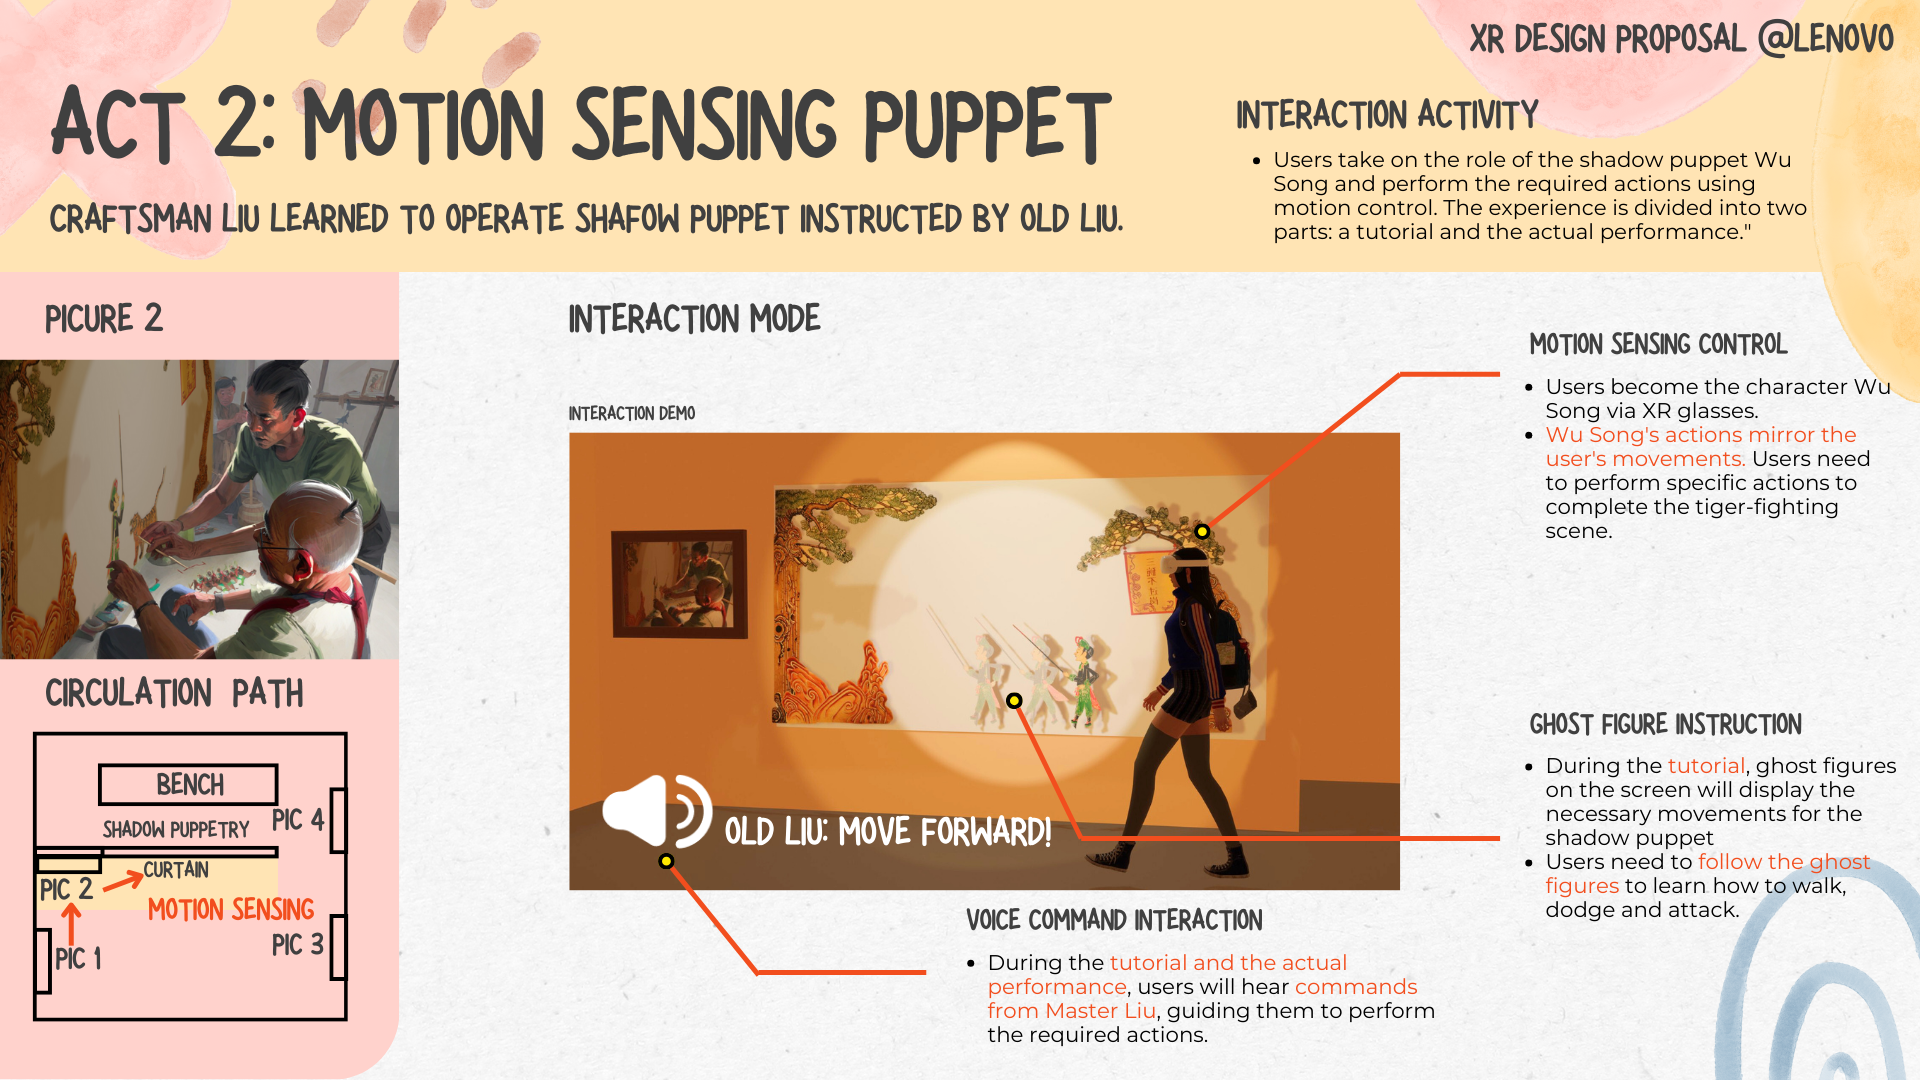 XR DESIGN PROPOSAL @LENOVO
ACT 2: MOTION SENSING PUPPET
CRAFTSMAN LIU LEARNED TO OPERATE SHAFOW PUPPET INSTRUCTED BY OLD LIU.
INTERACTION ACTIVITY
• Users take on the role of the shadow puppet Wu
Song and perform the required actions using
motion control. The experience is divided into two
parts: a tutorial and the actual performance."
PICURE 2
CIRCULATION PATH
BENCH
SHADOW PUPPETRY
PIC 4
CURTAIN
PIC 2
MOTION SENSING
PIC 1
PIC 3
INTERACTION MODE
INTERACTION DEMO
OLD LIU: MOVE FORWARD!
MOTION SENSING CONTROL
• Users become the character Wu
Song via XR glasses.
• Wu Song's actions mirror the
user's movements. Users need
to perform specific actions to
complete the tiger-fighting
scene.
GHOST FIGURE INSTRUCTION
• During the tutorial, ghost figures
on the screen will display the
necessary movements for the
shadow puppet
• Users need to follow the ghost
figures to learn how to walk,
dodge and attack.
VOICE COMMAND INTERACTION
• During the tutorial and the actual
performance, users will hear commands
from Master Liu, guiding them to perform
the required actions.